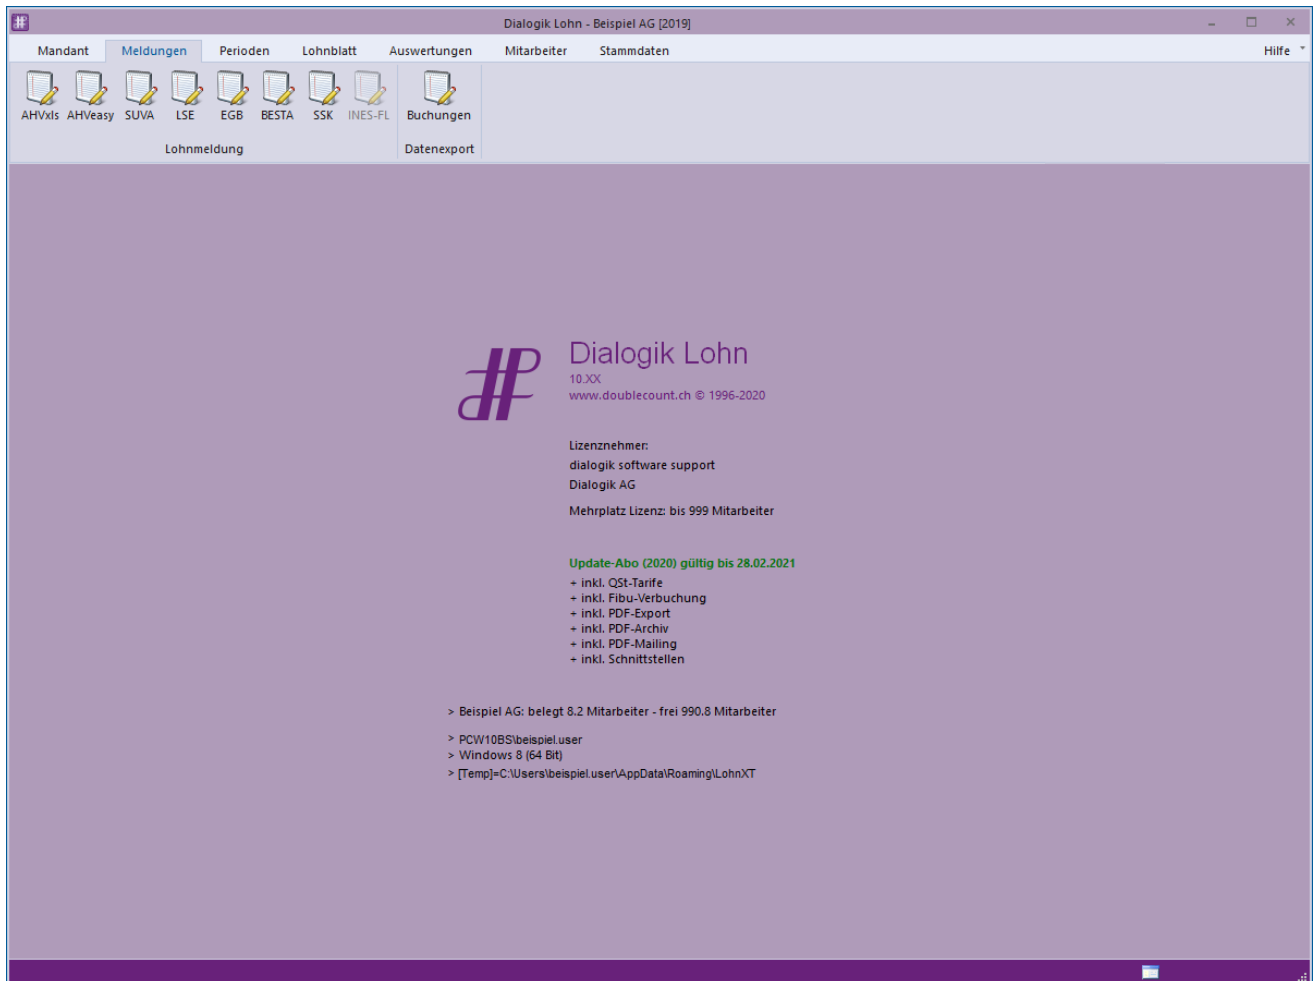 Dialogik Lohn - Beispiel AG [2019]
Mandant Meldungen Perioden Lohnblatt Auswertungen Mitarbeiter Stammdaten Hilfe
AHVxls AHVeasy SUVA LSE EGB BESTA SSK INES-FL Buchungen
Lohnmeldung Datenexport
Dialogik Lohn
10.XX
www.doublecount.ch © 1996-2020
Lizenznehmer:
dialogik software support
Dialogik AG
Mehrplatz Lizenz: bis 999 Mitarbeiter
Update-Abo (2020) gültig bis 28.02.2021
+ inkl. QSt-Tarife
+ inkl. Fibu-Verbuchung
+ inkl. PDF-Export
+ inkl. PDF-Archiv
+ inkl. PDF-Mailing
+ inkl. Schnittstellen
> Beispiel AG: belegt 8.2 Mitarbeiter - frei 990.8 Mitarbeiter
> PCW10BS\beispiel.user
> Windows 8 (64 Bit)
> [Temp]=C:\Users\beispiel.user\AppData\Roaming\LohnXT